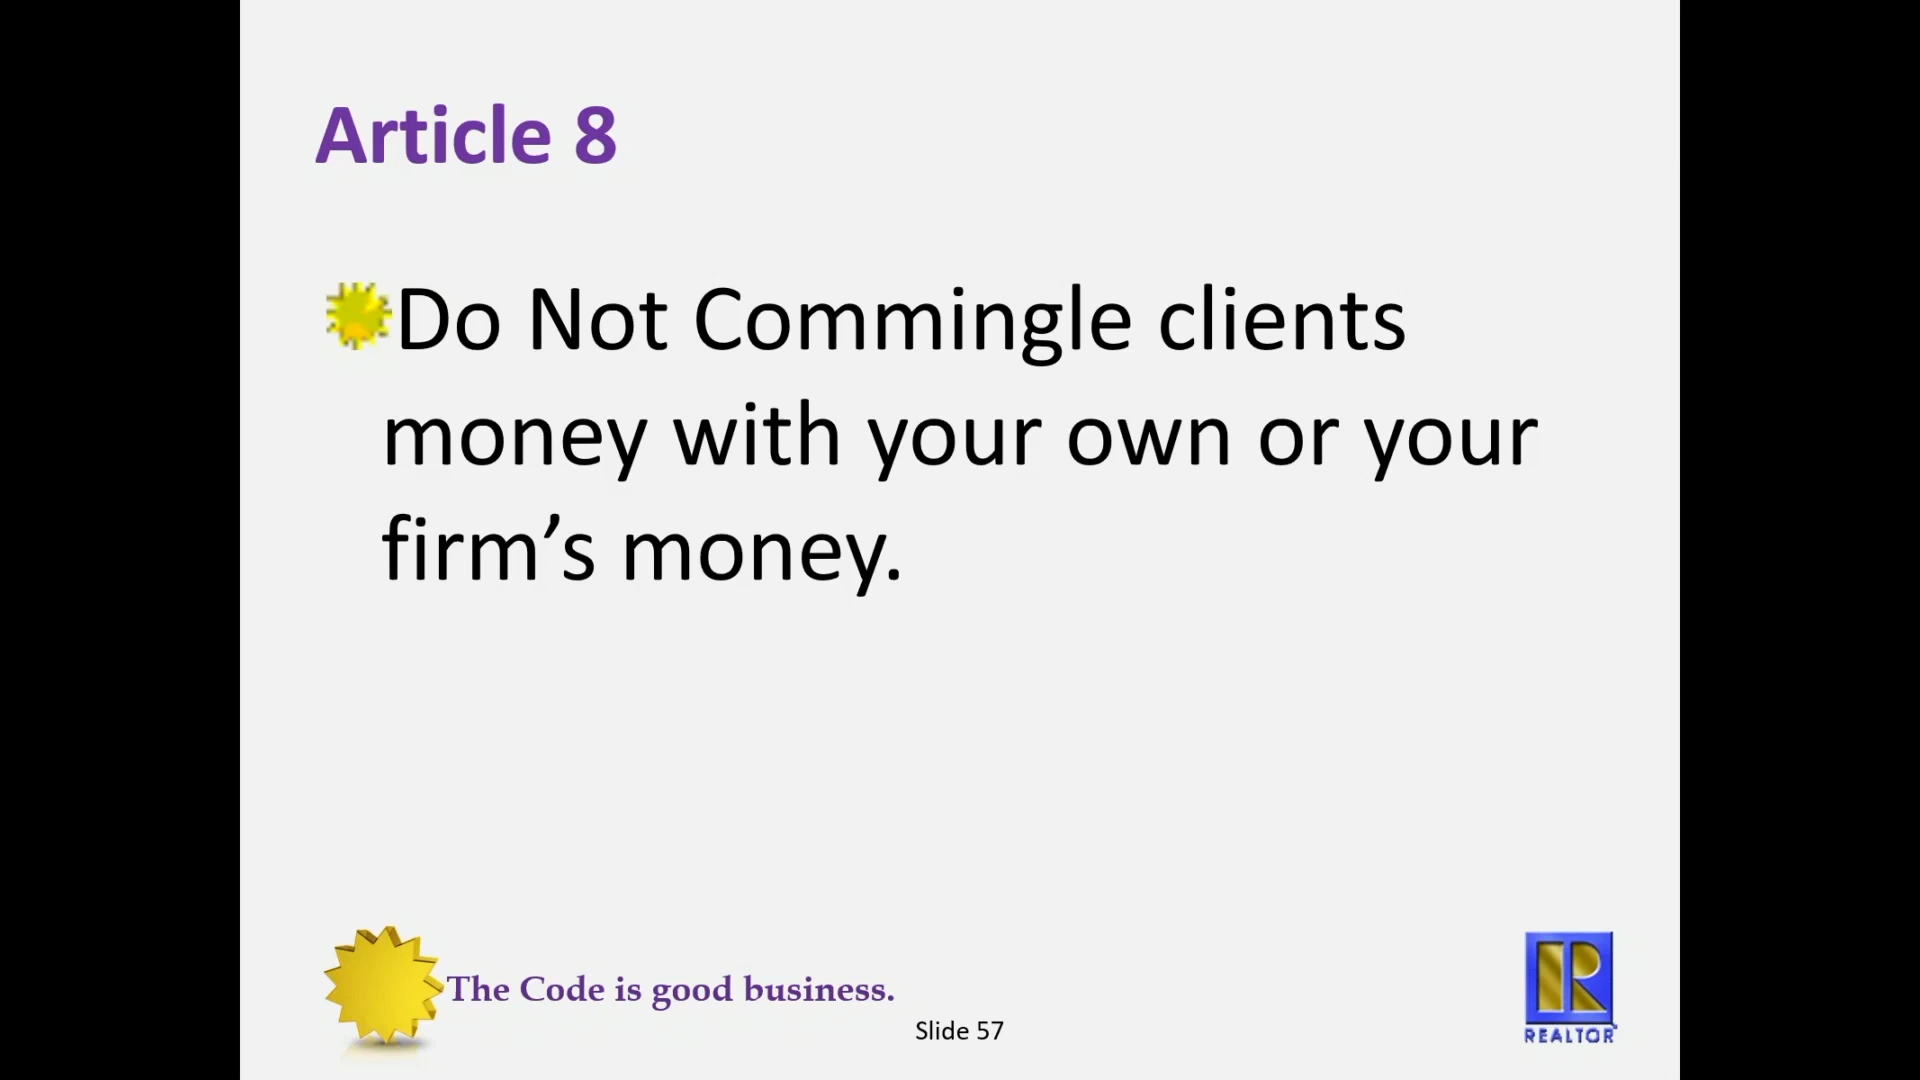 Article 8
Do Not Commingle clients
money with your own or your
firm’s money.
The Code is good business.
Slide 57
REALTOR